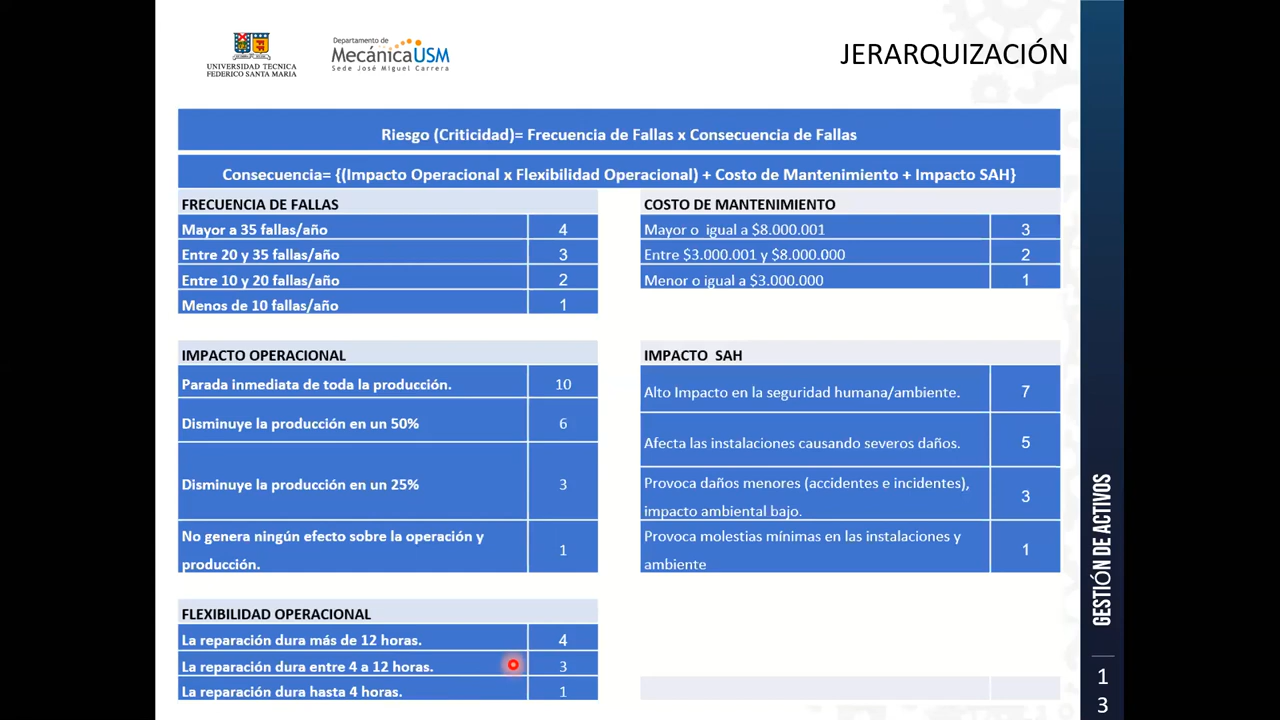 UNIVERSIDAD TECNICA
FEDERICO SANTA MARIA
Departamento de
MecánicaUSM
Sede José Miguel Carrera
JERARQUIZACIÓN
Riesgo (Criticidad)= Frecuencia de Fallas x Consecuencia de Fallas
Consecuencia= {(Impacto Operacional x Flexibilidad Operacional) + Costo de Mantenimiento + Impacto SAH}
FRECUENCIA DE FALLAS
Mayor a 35 fallas/año 4
Entre 20 y 35 fallas/año 3
Entre 10 y 20 fallas/año 2
Menos de 10 fallas/año 1
COSTO DE MANTENIMIENTO
Mayor o igual a $8.000.001 3
Entre $3.000.001 y $8.000.000 2
Menor o igual a $3.000.000 1
IMPACTO OPERACIONAL
Parada inmediata de toda la producción. 10
Disminuye la producción en un 50% 6
Disminuye la producción en un 25% 3
No genera ningún efecto sobre la operación y
producción. 1
IMPACTO SAH
Alto Impacto en la seguridad humana/ambiente. 7
Afecta las instalaciones causando severos daños. 5
Provoca daños menores (accidentes e incidentes),
impacto ambiental bajo. 3
Provoca molestias mínimas en las instalaciones y
ambiente 1
FLEXIBILIDAD OPERACIONAL
La reparación dura más de 12 horas. 4
La reparación dura entre 4 a 12 horas. 3
La reparación dura hasta 4 horas. 1
GESTIÓN DE ACTIVOS
1
3